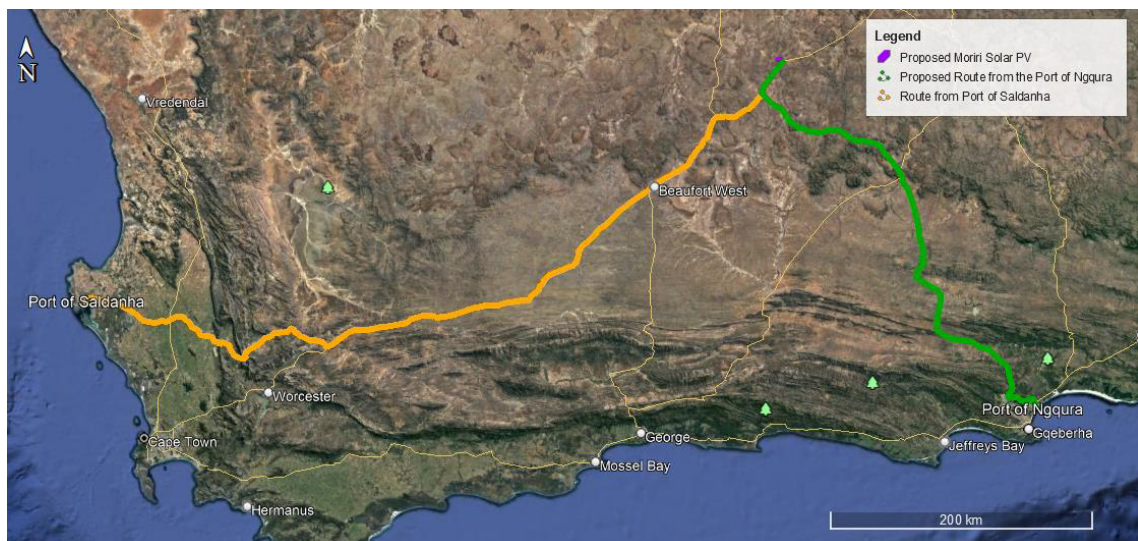 Legend
Proposed Moriri Solar PV
Proposed Route from the Port of Ngqura
Route from Port of Saldanha
N
Vredendal
Beaufort West
Port of Saldanha
Worcester
Port of Ngqura
Gqeberha
Cape Town
George
Jeffreys Bay
Mossel Bay
Hermanus
200 km